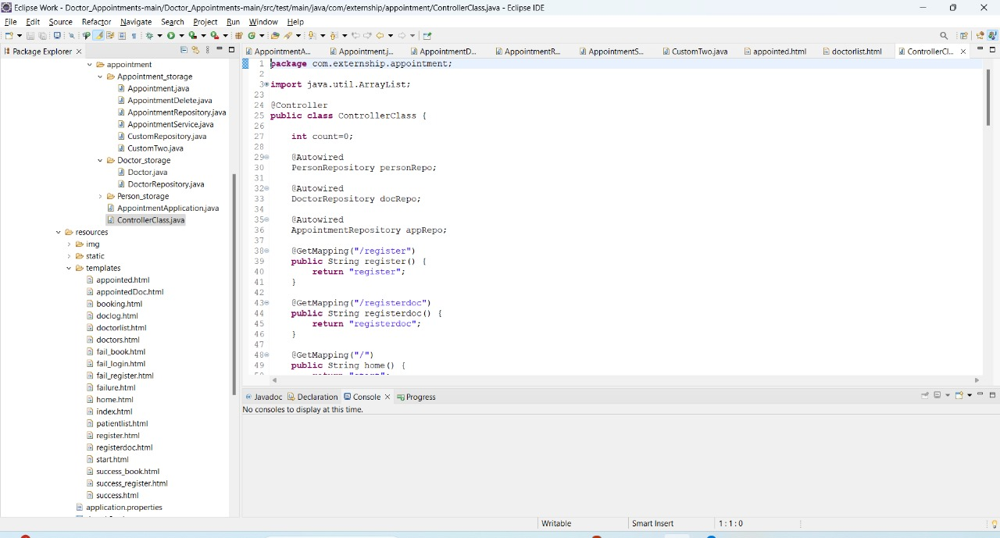 Eclipse Work - Doctor_Appointments-main/Doctor_Appointments-main/src/test/main/java/com/externship/appointment/ControllerClass.java - Eclipse IDE
File Edit Source Refactor Navigate Search Project Run Window Help
Package Explorer
appointment
Appointment_storage
Appointment.java
AppointmentDelete.java
AppointmentRepository.java
AppointmentService.java
CustomRepository.java
CustomTwo.java
Doctor_storage
Doctor.java
DoctorRepository.java
Person_storage
AppointmentApplication.java
ControllerClass.java
resources
img
static
templates
appointed.html
appointedDoc.html
booking.html
doclog.html
doctorlist.html
doctors.html
fail_book.html
fail_login.html
fail_register.html
failure.html
home.html
index.html
patientlist.html
register.html
registerdoc.html
start.html
success_book.html
success_register.html
success.html
application.properties
AppointmentA... Appointment.j... AppointmentD... AppointmentR... AppointmentS... CustomTwo.java appointed.html doctorlist.html ControllerCl...
1 package com.externship.appointment;
2
3 import java.util.ArrayList;
23
24 @Controller
25 public class ControllerClass {
26
27 int count=0;
28
29 @Autowired
30 PersonRepository personRepo;
31
32 @Autowired
33 DoctorRepository docRepo;
34
35 @Autowired
36 AppointmentRepository appRepo;
37
38 @GetMapping("/register")
39 public String register() {
40 return "register";
41 }
42
43 @GetMapping("/registerdoc")
44 public String registerdoc() {
45 return "registerdoc";
46 }
47
48 @GetMapping("/")
49 public String home() {
Javadoc Declaration Console Progress
No consoles to display at this time.
Writable Smart Insert 1 : 1 : 0